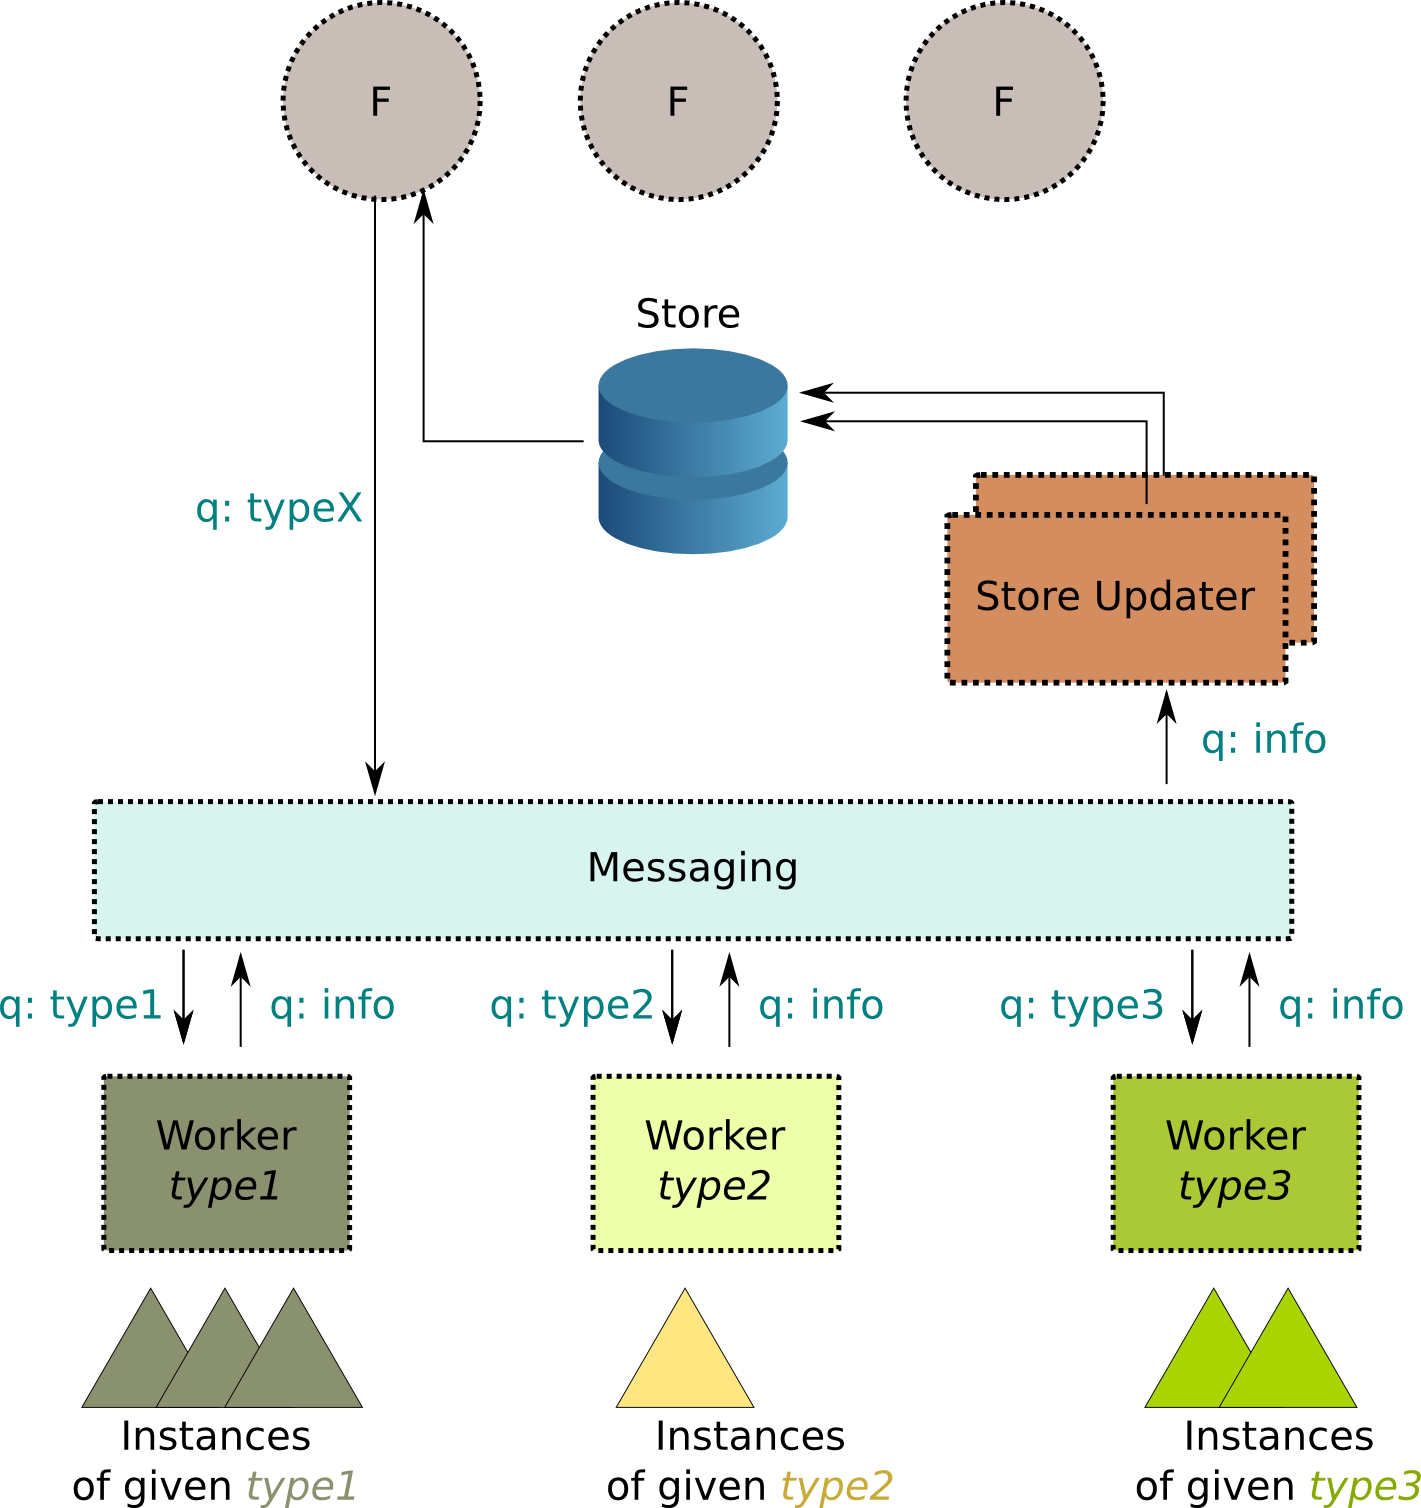 F
F
F
Store
q: typeX
Store Updater
q: info
Messaging
q: type1
q: info
q: type2
q: info
q: type3
q: info
Worker
type1
Worker
type2
Worker
type3
Instances
of given type1
Instances
of given type2
Instances
of given type3